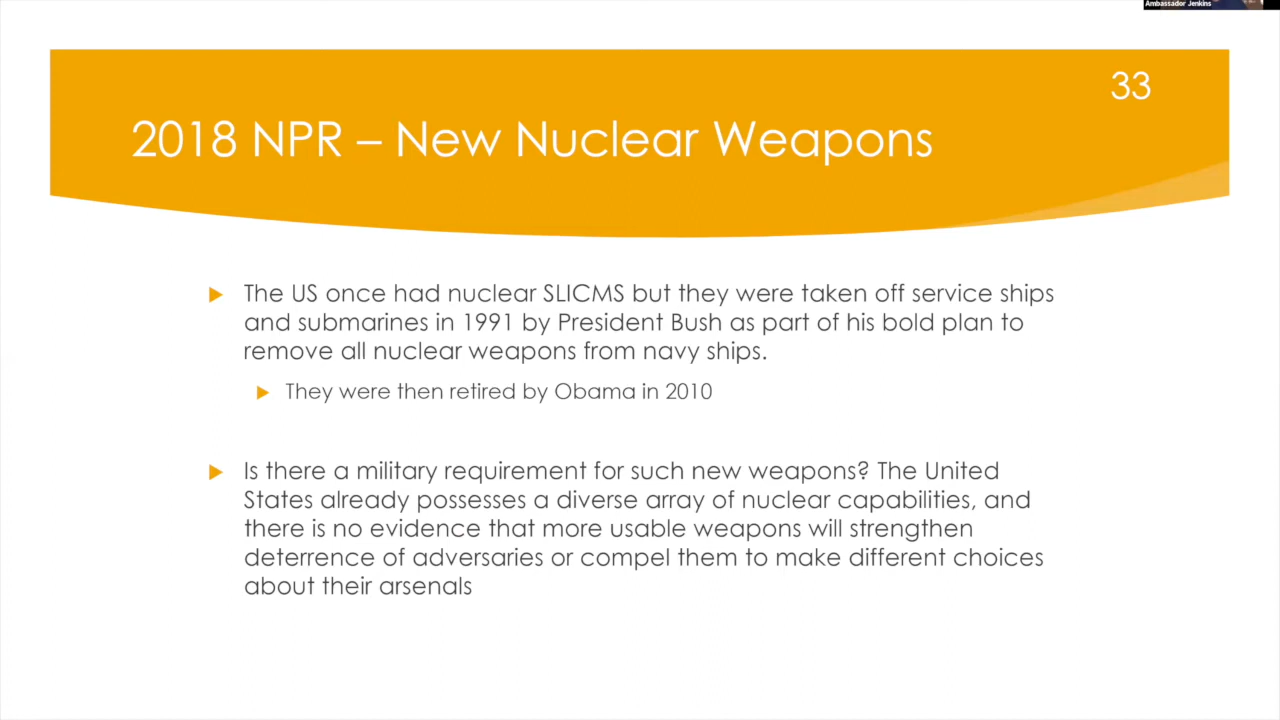 Ambassador Jenkins
33
2018 NPR – New Nuclear Weapons
The US once had nuclear SLICMS but they were taken off service ships
and submarines in 1991 by President Bush as part of his bold plan to
remove all nuclear weapons from navy ships.
They were then retired by Obama in 2010
Is there a military requirement for such new weapons? The United
States already possesses a diverse array of nuclear capabilities, and
there is no evidence that more usable weapons will strengthen
deterrence of adversaries or compel them to make different choices
about their arsenals